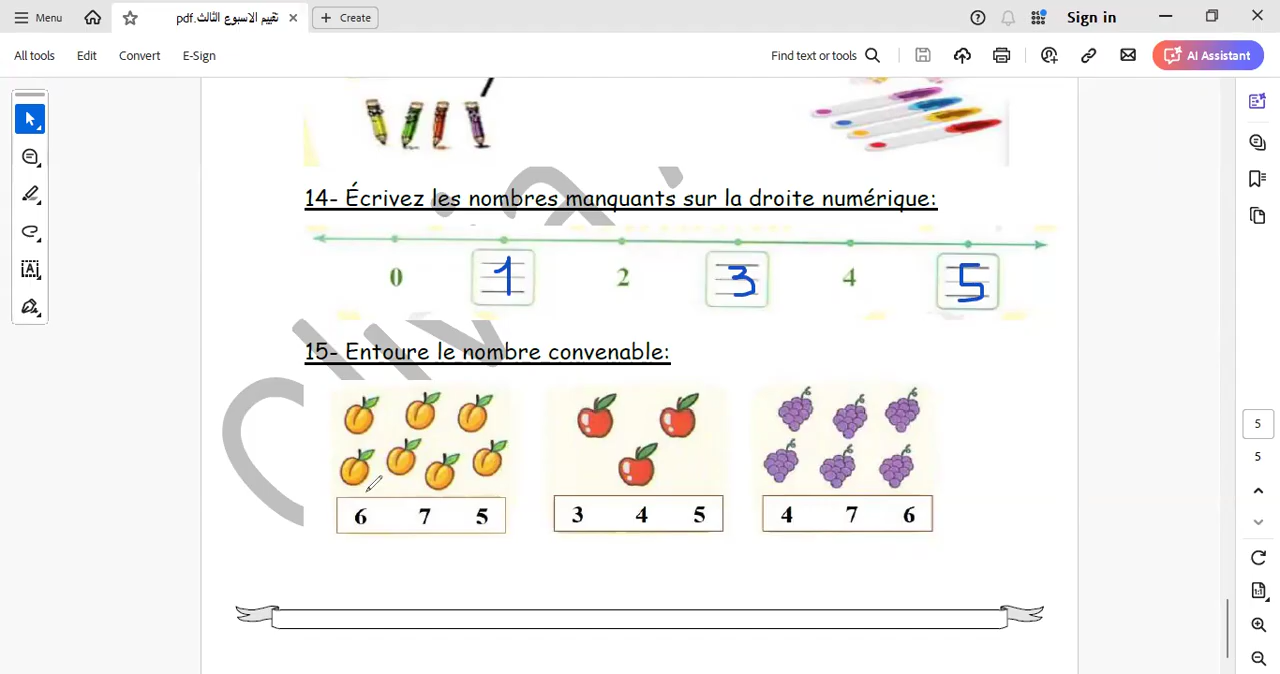 Menu
تقييم الاسبوع الثالث.pdf
Create
Sign in
All tools
Edit
Convert
E-Sign
Find text or tools
AI Assistant
14- Écrivez les nombres manquants sur la droite numérique:
0 1 2 3 4 5
15- Entoure le nombre convenable:
6 7 5
3 4 5
4 7 6
5
5